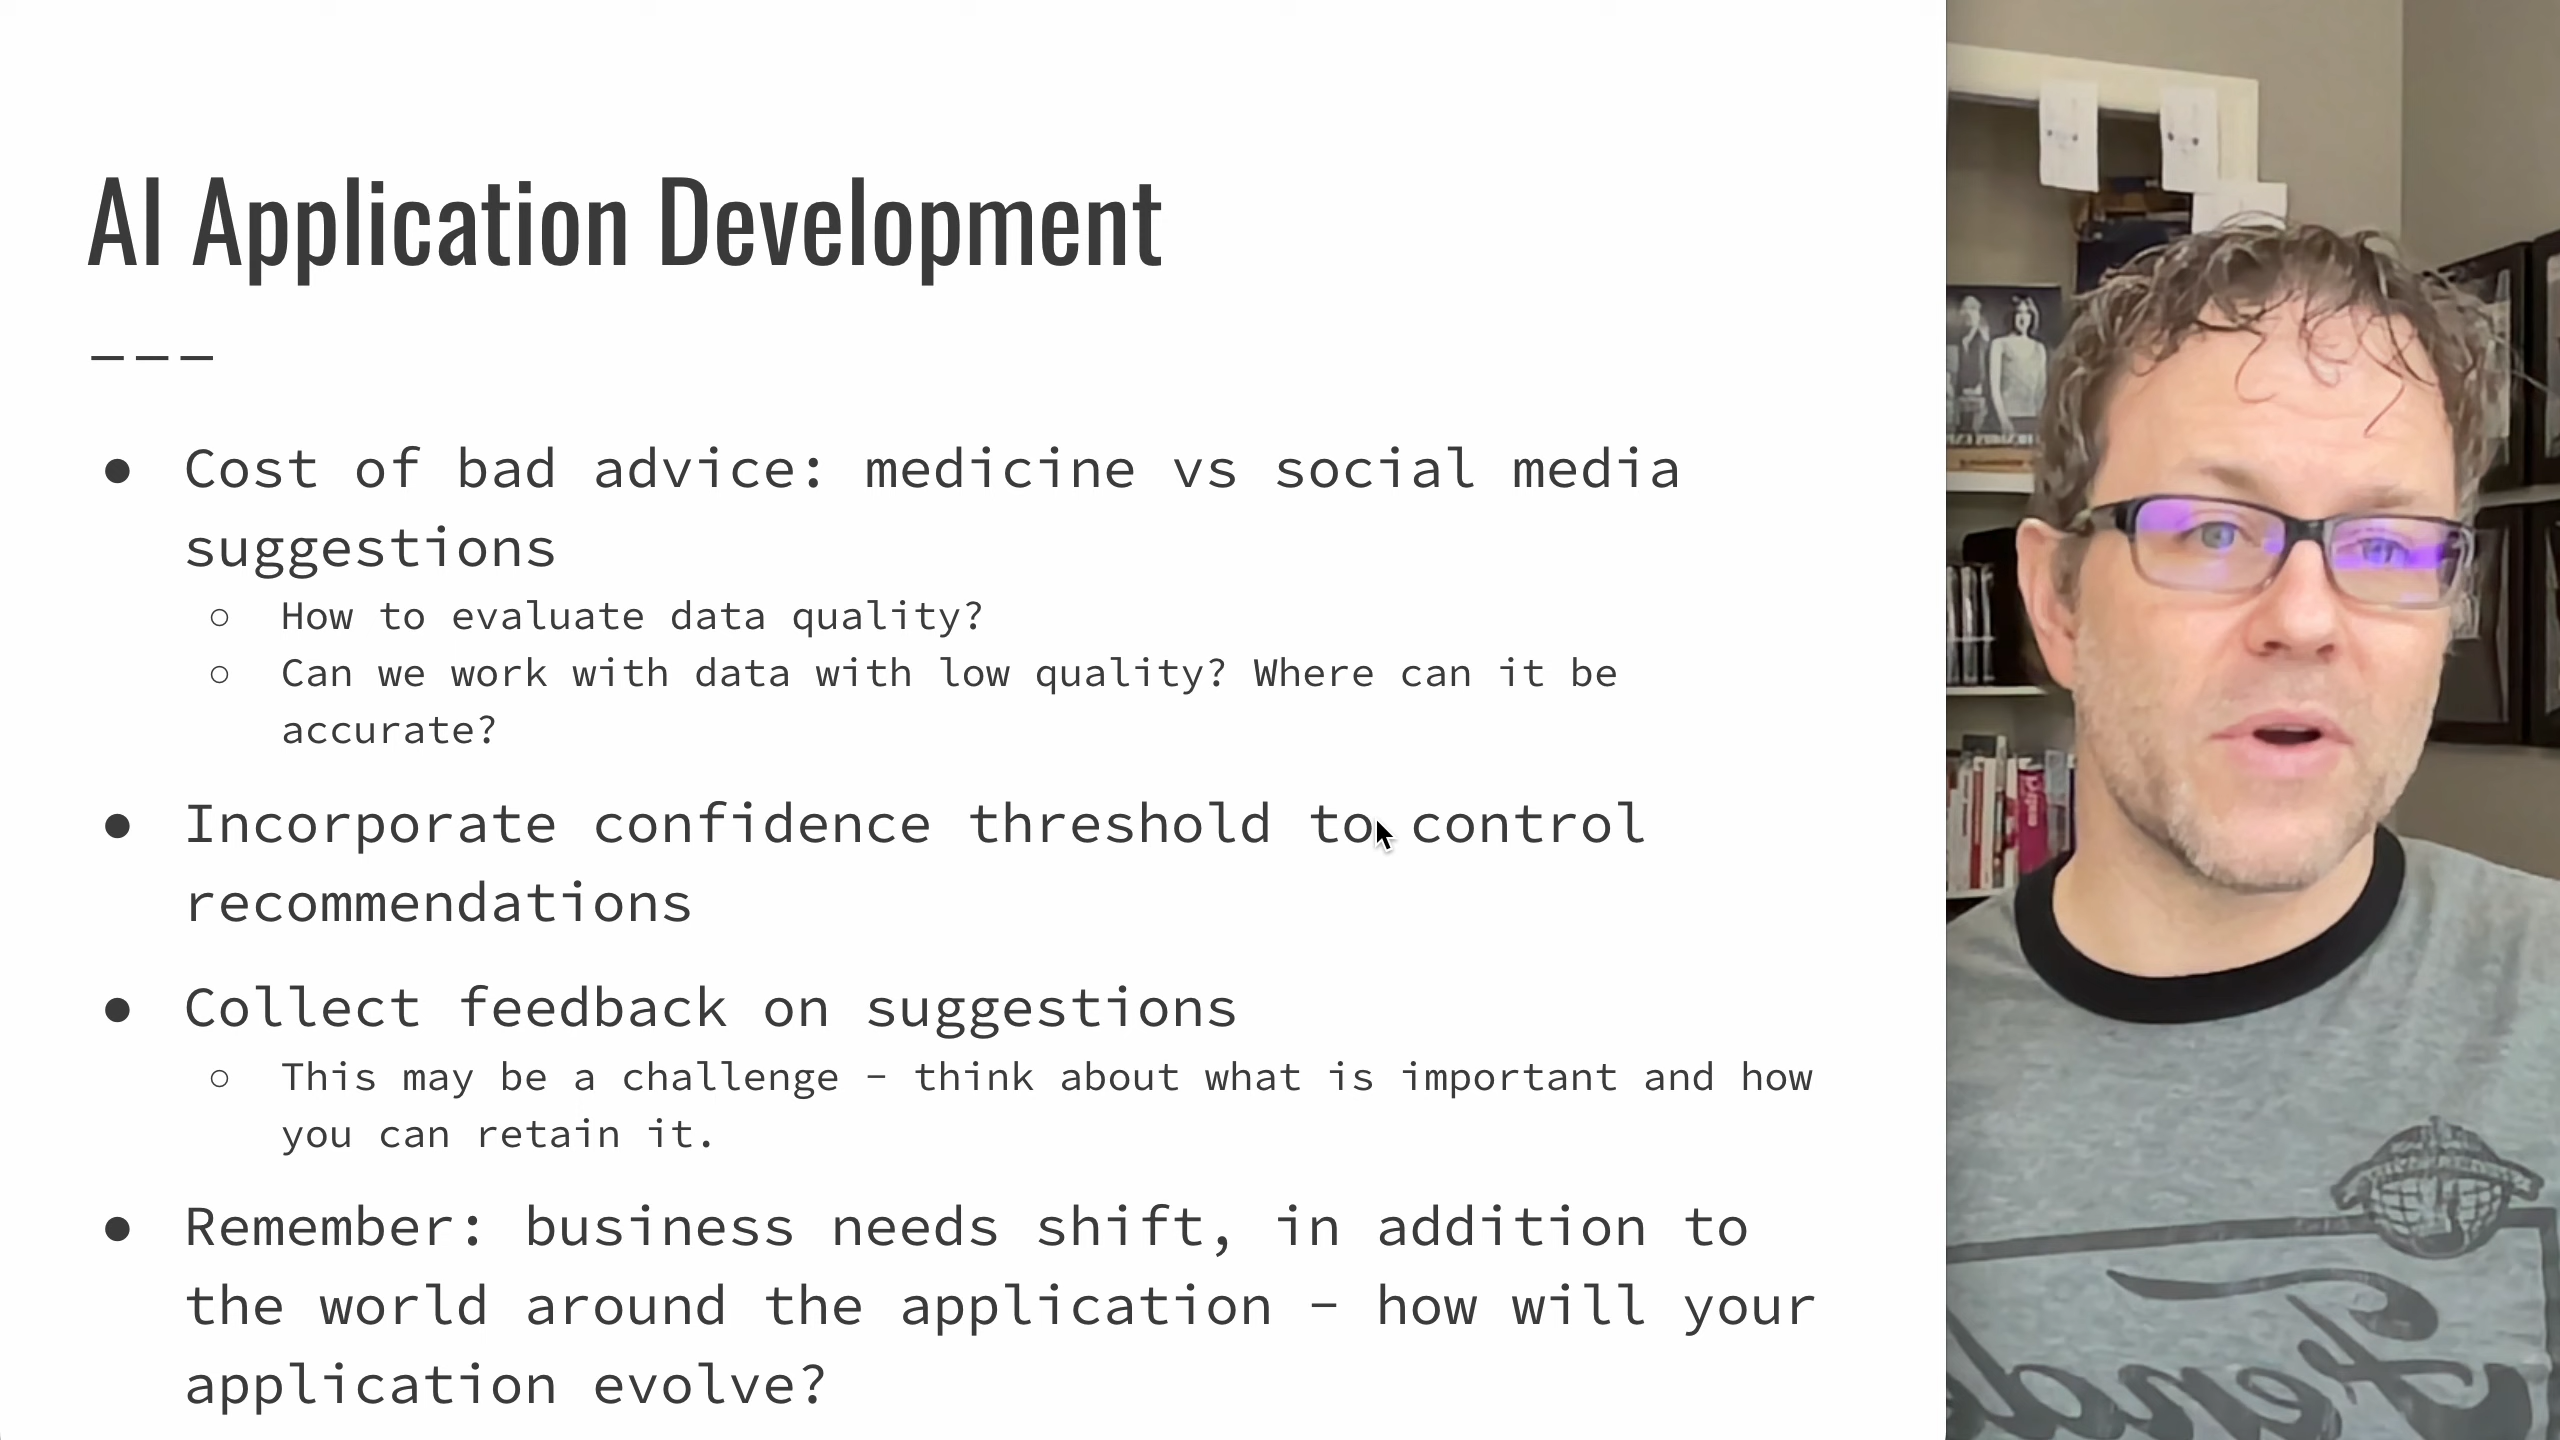 AI Application Development
---
● Cost of bad advice: medicine vs social media
suggestions
○ How to evaluate data quality?
○ Can we work with data with low quality? Where can it be
accurate?
● Incorporate confidence threshold to control
recommendations
● Collect feedback on suggestions
○ This may be a challenge - think about what is important and how
you can retain it.
● Remember: business needs shift, in addition to
the world around the application - how will your
application evolve?